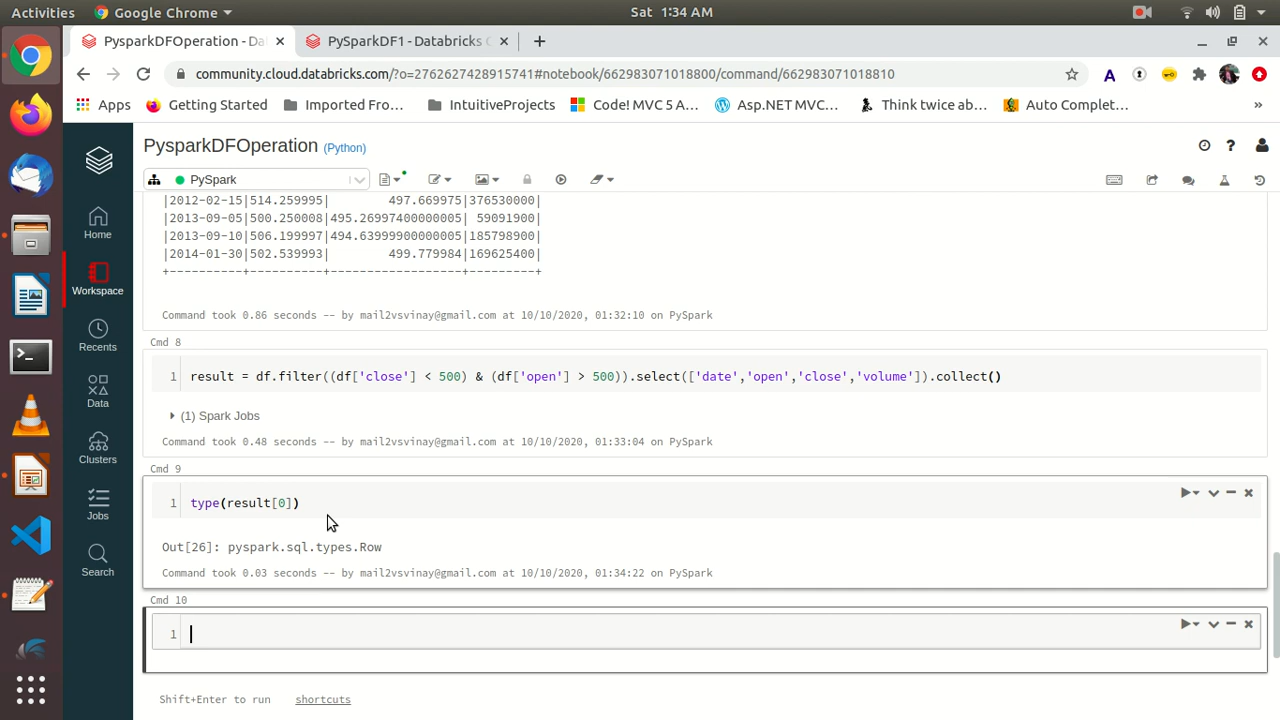 Activities Google Chrome Sat 1:34 AM
PysparkDFOperation - Da PySparkDF1 - Databricks C
community.cloud.databricks.com/?o=2762627428915741#notebook/662983071018800/command/662983071018810 A
Apps Getting Started Imported Fro... IntuitiveProjects Code! MVC 5 A... Asp.NET MVC... Think twice ab... Auto Complet... »
PysparkDFOperation (Python)
PySpark
|2012-02-15|514.259995| 497.669975|376530000|
|2013-09-05|500.250008|495.26997400000005| 59091900|
|2013-09-10|506.199997|494.63999900000005|185798900|
|2014-01-30|502.539993| 499.779984|169625400|
+----------+----------+------------------+---------+
Command took 0.86 seconds -- by mail2vsvinay@gmail.com at 10/10/2020, 01:32:10 on PySpark
Cmd 8
1 result = df.filter((df['close'] < 500) & (df['open'] > 500)).select(['date','open','close','volume']).collect()
(1) Spark Jobs
Command took 0.48 seconds -- by mail2vsvinay@gmail.com at 10/10/2020, 01:33:04 on PySpark
Cmd 9
1 type(result[0])
Out[26]: pyspark.sql.types.Row
Command took 0.03 seconds -- by mail2vsvinay@gmail.com at 10/10/2020, 01:34:22 on PySpark
Cmd 10
1
Shift+Enter to run shortcuts
Home
Workspace
Recents
Data
Clusters
Jobs
Search